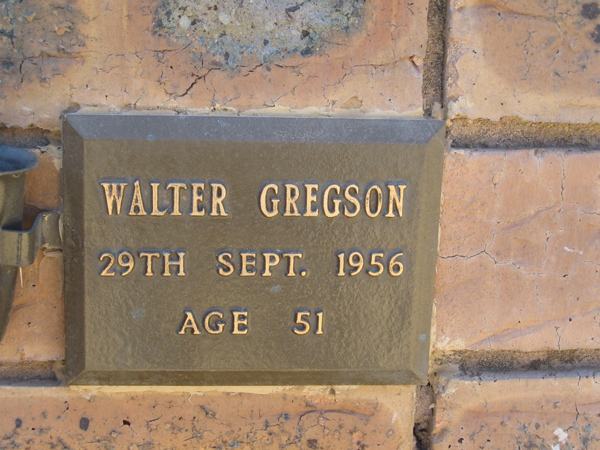 WALTER GREGSON
29TH SEPT. 1956
AGE 51